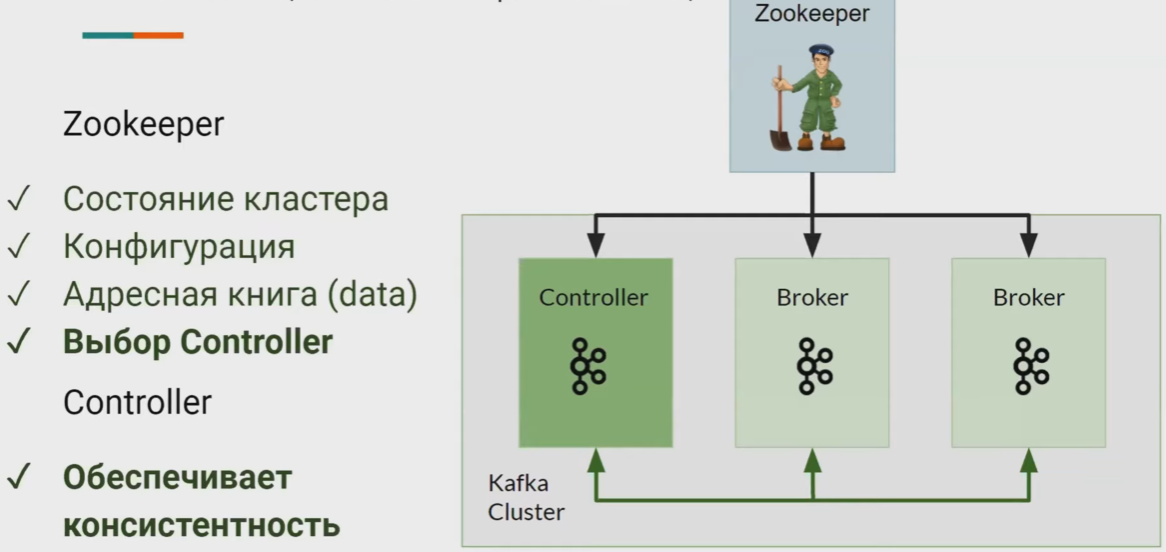 Zookeeper
Состояние кластера
Конфигурация
Адресная книга (data)
Выбор Controller
Controller
Обеспечивает
консистентность
Zookeeper
Controller
Broker
Broker
Kafka
Cluster